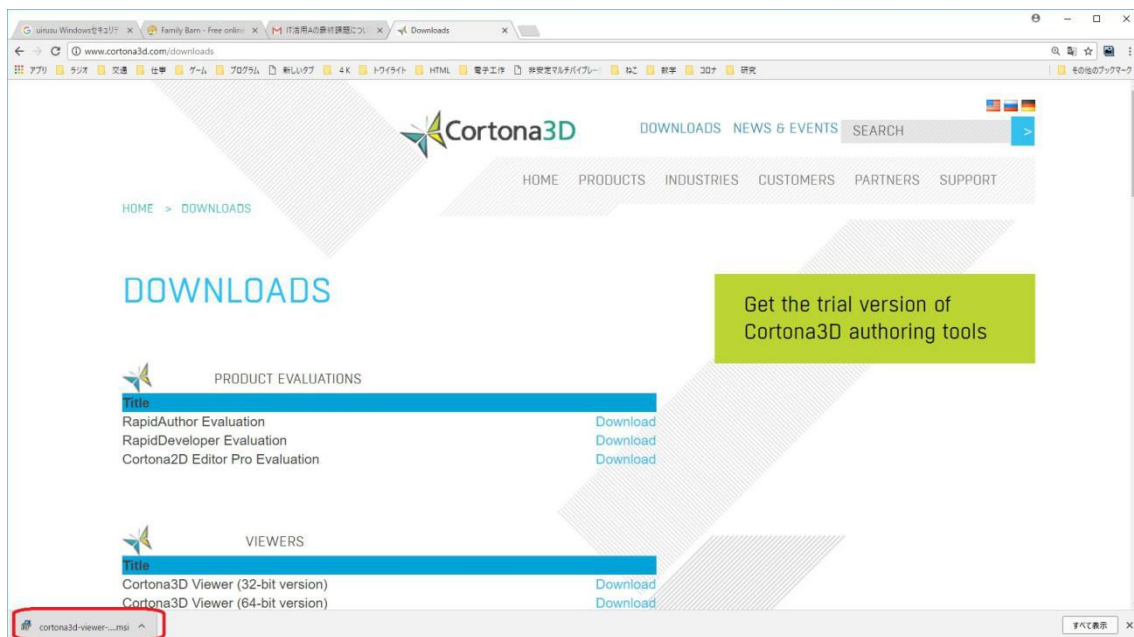 uirusu Windowsセキュリテ
Family Barn - Free online
IT活用Aの最終課題につい
Downloads
www.cortona3d.com/downloads
アプリ ラジオ 交通 仕事 ゲーム プログラム 新しいタブ 4K トワイライト HTML 電子工作 非安定マルチバイブレー ねこ 数学 コロナ 研究 その他のブックマーク
Cortona3D
DOWNLOADS NEWS & EVENTS SEARCH >
HOME PRODUCTS INDUSTRIES CUSTOMERS PARTNERS SUPPORT
HOME > DOWNLOADS
DOWNLOADS
Get the trial version of
Cortona3D authoring tools
PRODUCT EVALUATIONS
Title
RapidAuthor Evaluation Download
RapidDeveloper Evaluation Download
Cortona2D Editor Pro Evaluation Download
VIEWERS
Title
Cortona3D Viewer (32-bit version) Download
Cortona3D Viewer (64-bit version) Download
cortona3d-viewer-....msi
すべて表示